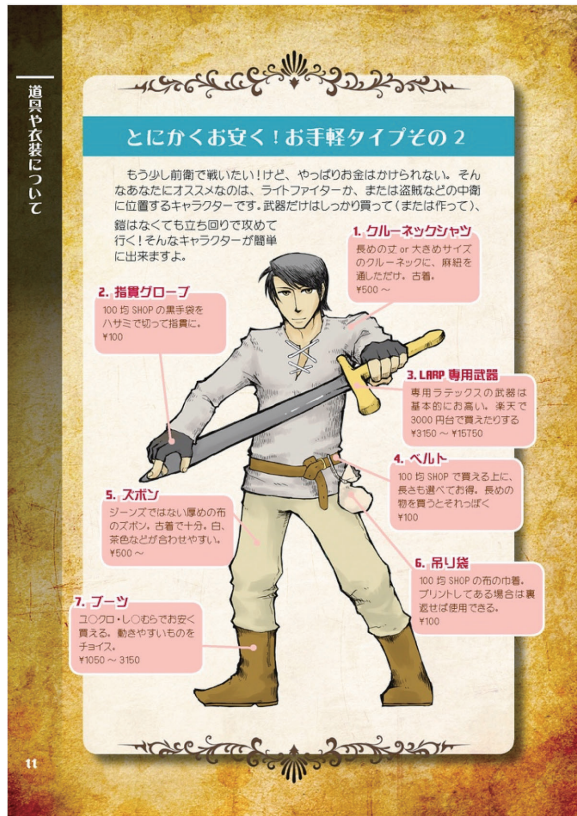 道具や衣装について
とにかくお安く！お手軽タイプその 2
もう少し前衛で戦いたい！けど、やっぱりお金はかけられない。そん
なあなたにオススメなのは、ライトファイターか、または盗賊などの中衛
に位置するキャラクターです。武器だけはしっかり買って（または作って）、
鎧はなくても立ち回りで攻めて
行く！そんなキャラクターが簡単
に出来ますよ。
1. クルーネックシャツ
長めの丈 or 大きめサイズ
のクルーネックに、麻紐を
通しただけ。古着。
¥500 ～
2. 指貫グローブ
100 均 SHOP の黒手袋を
ハサミで切って指貫に。
¥100
3. LARP 専用武器
専用ラテックスの武器は
基本的にお高い。楽天で
3000 円台で買えたりする
¥3150 ～ ¥15750
4. ベルト
100 均 SHOP で買える上に、
長さも選べてお得。長めの
物を買うとそれっぽく
¥100
5. ズボン
ジーンズではない厚めの布
のズボン。古着で十分。白、
茶色などが合わせやすい。
¥500 ～
6. 吊り袋
100 均 SHOP の布の巾着。
プリントしてある場合は裏
返せば使用できる。
¥100
7. ブーツ
ユ○クロ・し○むらでお安く
買える。動きやすいものを
チョイス。
¥1050 ～ 3150
11